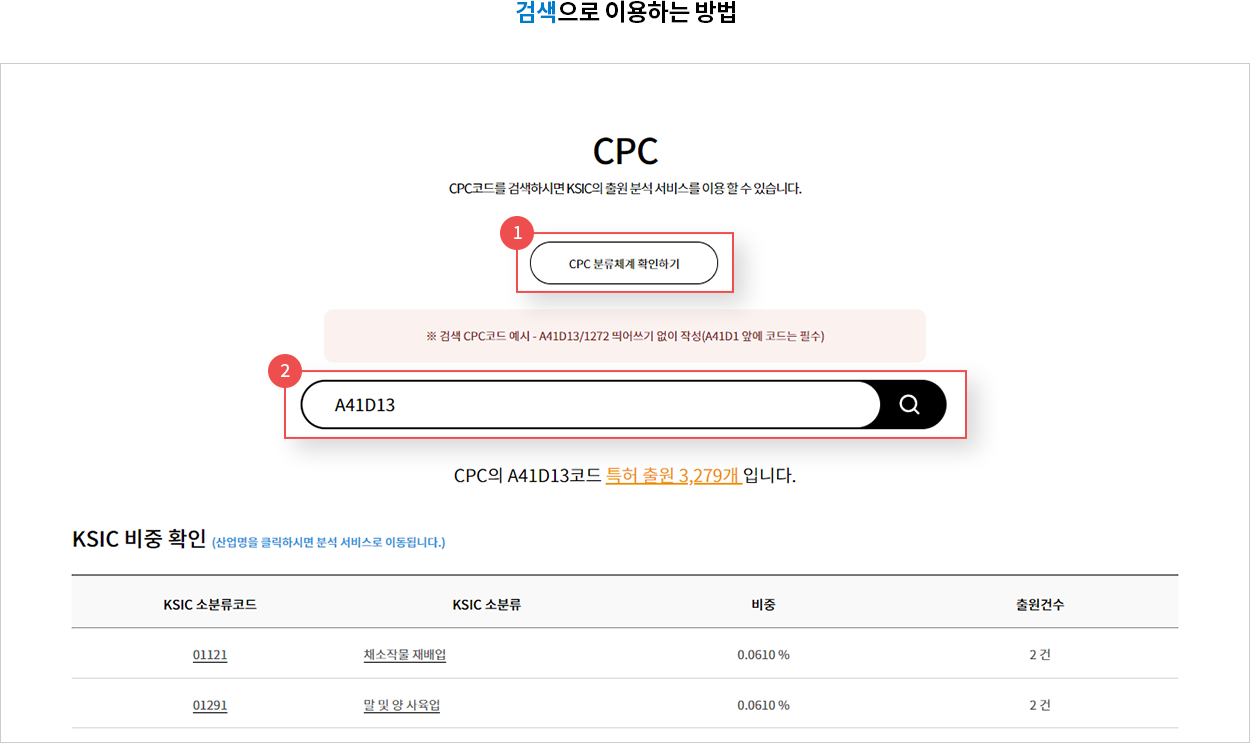 검색으로 이용하는 방법
CPC
CPC코드를 검색하시면 KSIC의 출원 분석 서비스를 이용 할 수 있습니다.
1
CPC 분류체계 확인하기
※ 검색 CPC코드 예시 - A41D13/1272 띄어쓰기 없이 작성(A41D1 앞에 코드는 필수)
2
A41D13
CPC의 A41D13코드 특허 출원 3,279개 입니다.
KSIC 비중 확인 (산업명을 클릭하시면 분석 서비스로 이동됩니다.)
KSIC 소분류코드 KSIC 소분류 비중 출원건수
01121 채소작물 재배업 0.0610 % 2 건
01291 말 및 양 사육업 0.0610 % 2 건